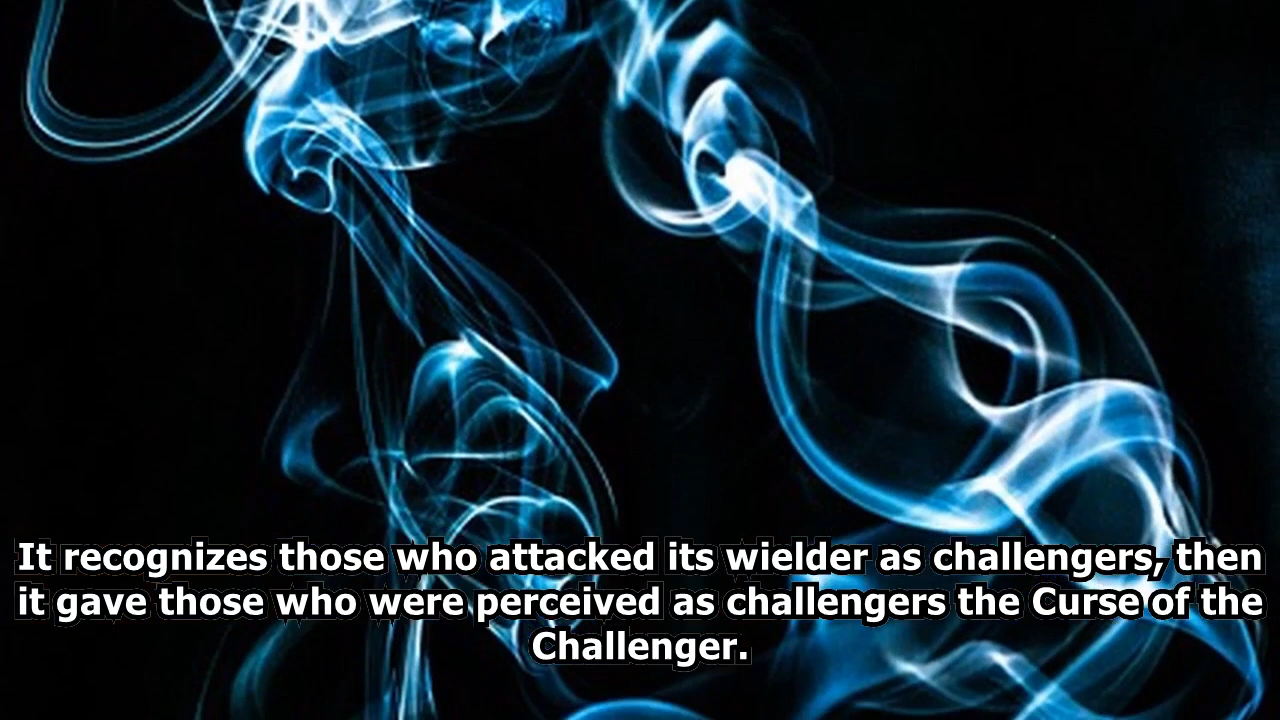 It recognizes those who attacked its wielder as challengers, then
it gave those who were perceived as challengers the Curse of the
Challenger.